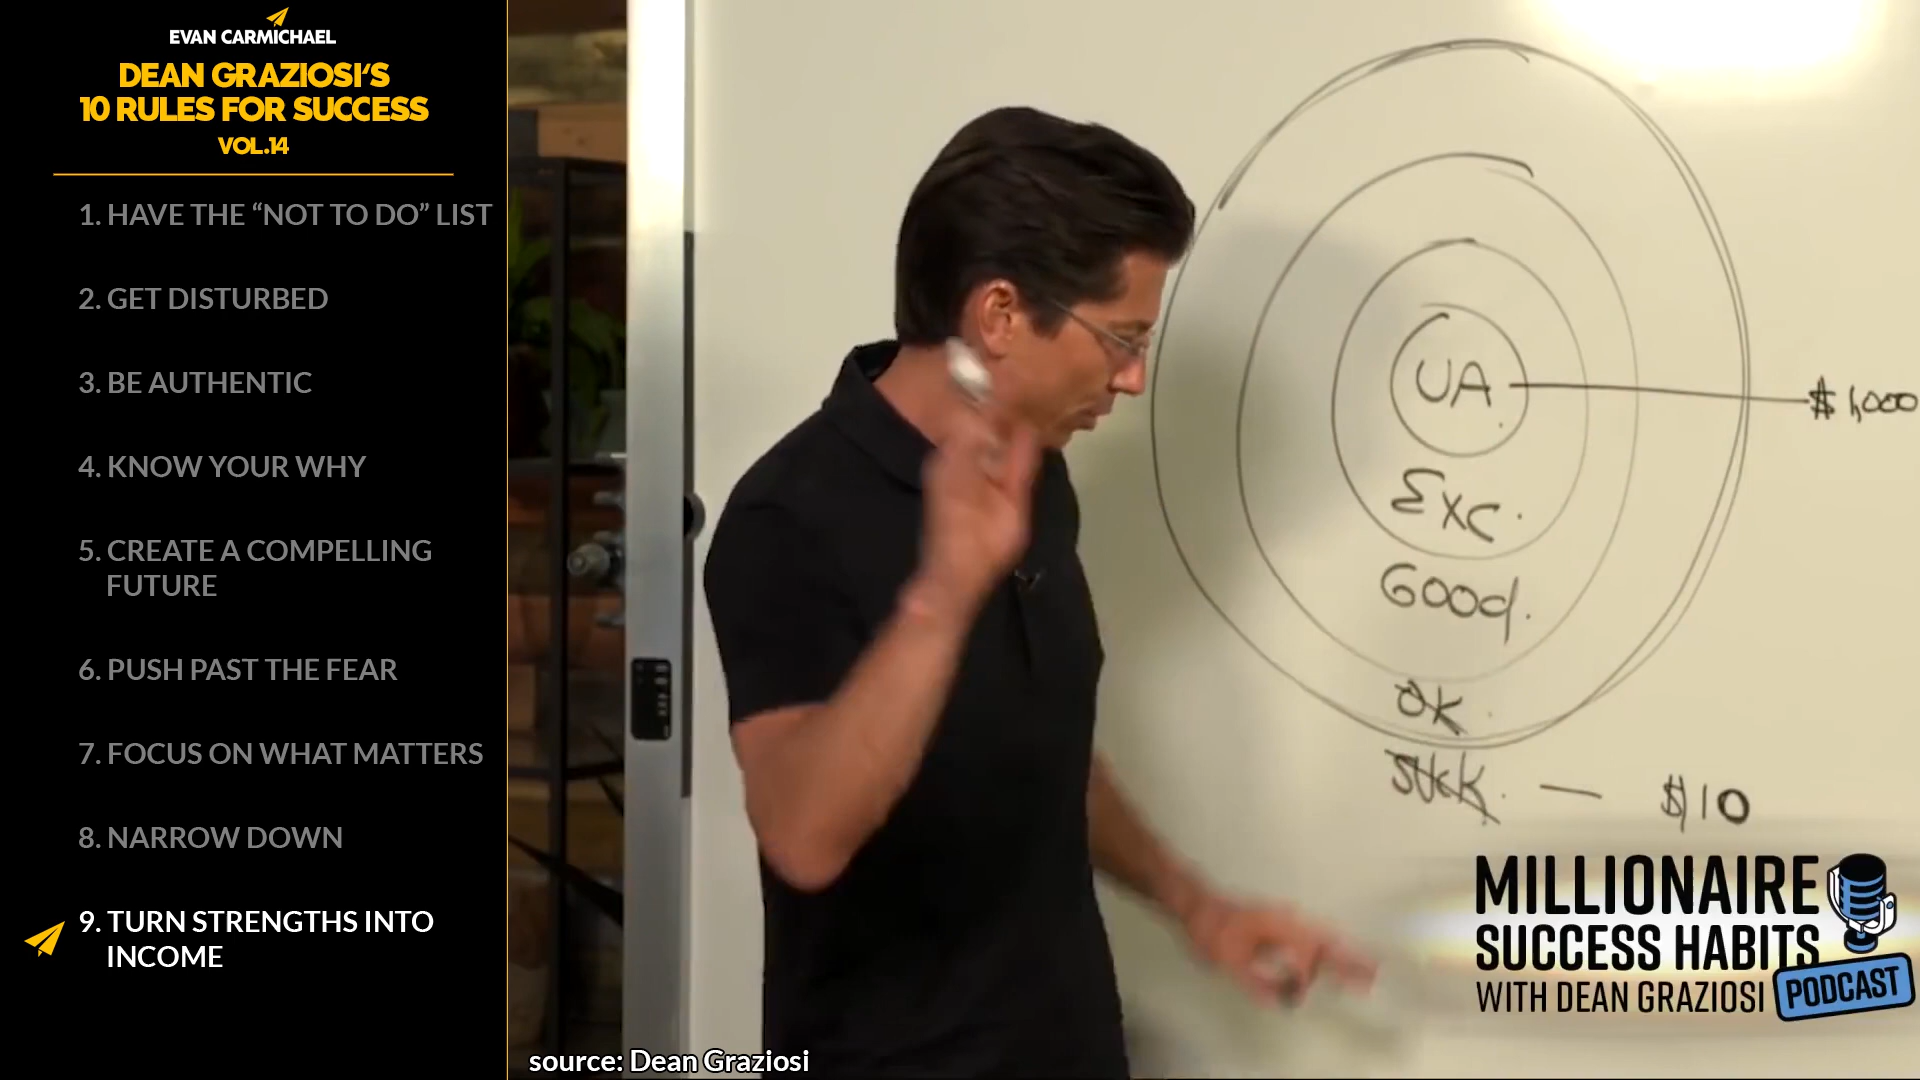 EVAN CARMICHAEL
DEAN GRAZIOSI'S
10 RULES FOR SUCCESS
VOL.14
1. HAVE THE “NOT TO DO” LIST
2. GET DISTURBED
3. BE AUTHENTIC
4. KNOW YOUR WHY
5. CREATE A COMPELLING
FUTURE
6. PUSH PAST THE FEAR
7. FOCUS ON WHAT MATTERS
8. NARROW DOWN
9. TURN STRENGTHS INTO
INCOME
UA
$1,000
EXC.
GOOd.
OK.
SUCK. — $10
MILLIONAIRE
SUCCESS HABITS
WITH DEAN GRAZIOSI
PODCAST
source: Dean Graziosi